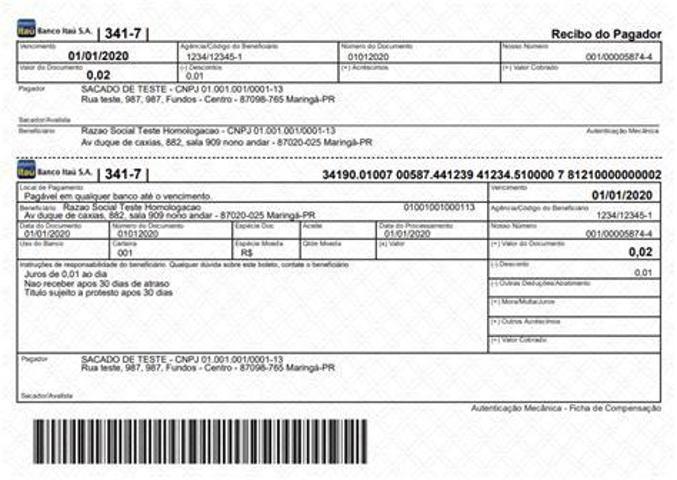 Itaú Banco Itaú S.A. | 341-7 | Recibo do Pagador
Vencimento Agência/Código do Beneficiário Número do Documento Nosso Número
01/01/2020 1234/12345-1 01012020 001/00005874-4
Valor do Documento (-) Descontos (+) Acréscimos (=) Valor Cobrado
0,02 0.01
Pagador SACADO DE TESTE - CNPJ 01.001.001/0001-13
Rua teste, 987, 987, Fundos - Centro - 87098-765 Maringá-PR
Sacador/Avalista
Beneficiário Razao Social Teste Homologacao - CNPJ 01.001.001/0001-13 Autenticação Mecânica
Av duque de caxias, 882, sala 909 nono andar - 87020-025 Maringá-PR
Itaú Banco Itaú S.A. | 341-7 | 34190.01007 00587.441239 41234.510000 7 81210000000002
Local de Pagamento Vencimento
Pagável em qualquer banco até o vencimento. 01/01/2020
Beneficiário Razao Social Teste Homologacao 01001001000113 Agência/Código do Beneficiário
Av duque de caxias, 882, sala 909 nono andar - 87020-025 Maringá-PR 1234/12345-1
Data do Documento Número do Documento Espécie Doc Aceite Data do Processamento Nosso Número
01/01/2020 01012020 01/01/2020 001/00005874-4
Uso do Banco Carteira Espécie Moeda Qtde Moeda (x) Valor (=) Valor do Documento
001 R$ 0,02
Instruções de responsabilidade do beneficiário. Qualquer dúvida sobre este boleto, contate o beneficiário (-) Desconto
Juros de 0,01 ao dia 0,01
Nao receber apos 30 dias de atraso (-) Outras Deduções/Abatimento
Titulo sujeito a protesto apos 30 dias
(+) Mora/Multa/Juros
(+) Outros Acréscimos
(=) Valor Cobrado
Pagador SACADO DE TESTE - CNPJ 01.001.001/0001-13
Rua teste, 987, 987, Fundos - Centro - 87098-765 Maringá-PR
Sacador/Avalista
Autenticação Mecânica - Ficha de Compensação